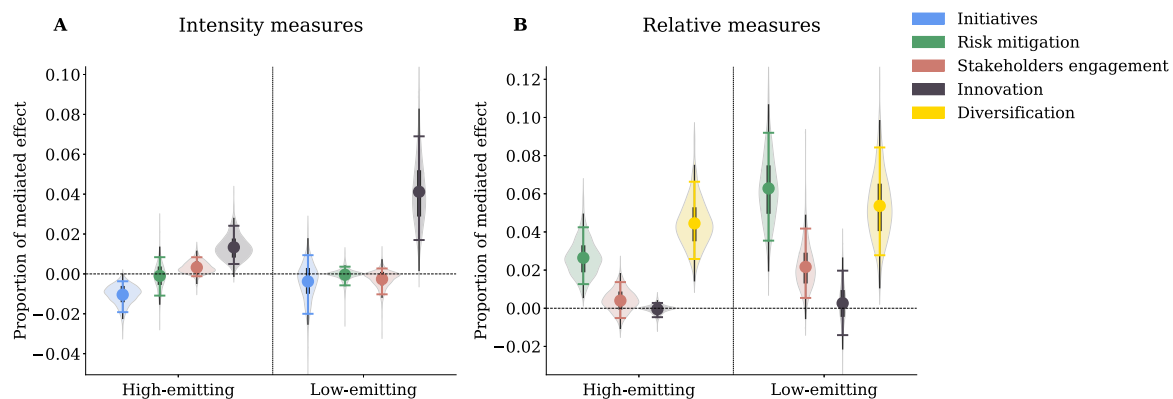 A Intensity measures
Proportion of mediated effect
0.10
0.08
0.06
0.04
0.02
0.00
−0.02
−0.04
High-emitting Low-emitting
B Relative measures
Proportion of mediated effect
0.12
0.10
0.08
0.06
0.04
0.02
0.00
−0.02
High-emitting Low-emitting
Initiatives
Risk mitigation
Stakeholders engagement
Innovation
Diversification